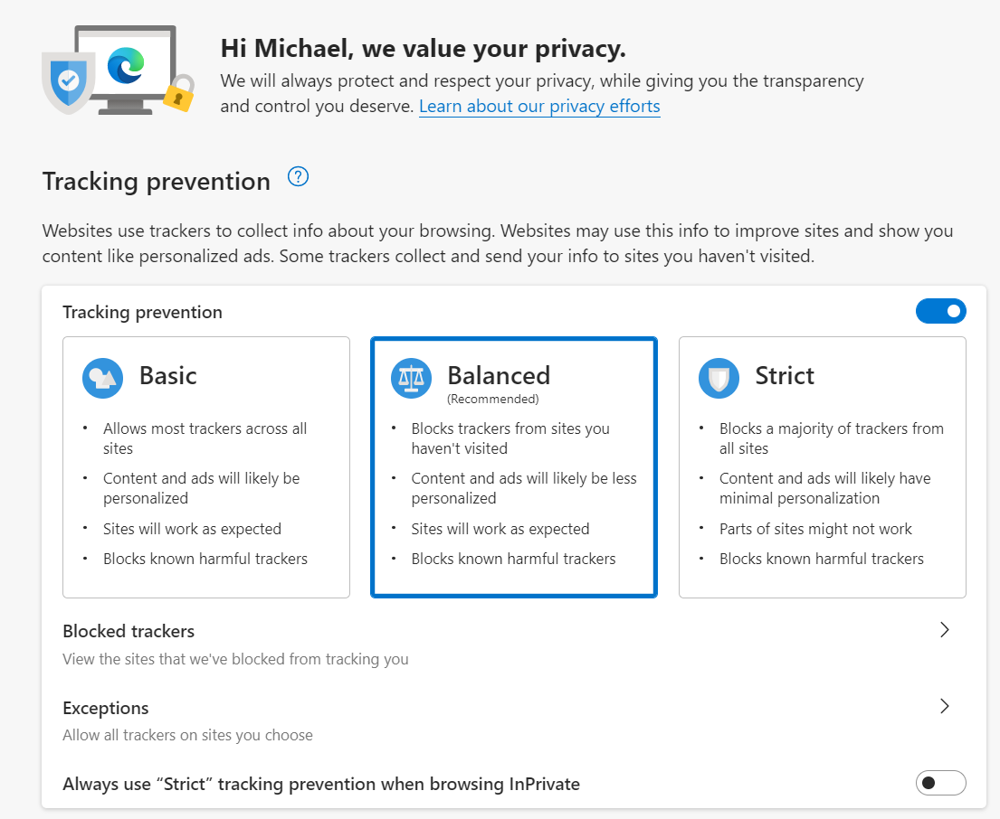 Hi Michael, we value your privacy.
We will always protect and respect your privacy, while giving you the transparency
and control you deserve. Learn about our privacy efforts
Tracking prevention ?
Websites use trackers to collect info about your browsing. Websites may use this info to improve sites and show you
content like personalized ads. Some trackers collect and send your info to sites you haven't visited.
Tracking prevention
Basic
• Allows most trackers across all
sites
• Content and ads will likely be
personalized
• Sites will work as expected
• Blocks known harmful trackers
Balanced
(Recommended)
• Blocks trackers from sites you
haven't visited
• Content and ads will likely be less
personalized
• Sites will work as expected
• Blocks known harmful trackers
Strict
• Blocks a majority of trackers from
all sites
• Content and ads will likely have
minimal personalization
• Parts of sites might not work
• Blocks known harmful trackers
Blocked trackers
View the sites that we've blocked from tracking you
Exceptions
Allow all trackers on sites you choose
Always use “Strict” tracking prevention when browsing InPrivate